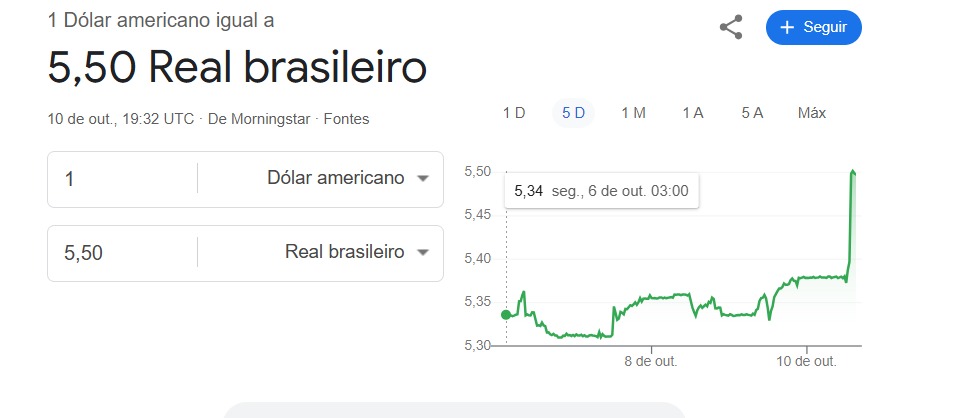 1 Dólar americano igual a
5,50 Real brasileiro
10 de out., 19:32 UTC · De Morningstar · Fontes
Seguir
1 Dólar americano
5,50 Real brasileiro
1 D 5 D 1 M 1 A 5 A Máx
5,50
5,34 seg., 6 de out. 03:00
5,45
5,40
5,35
5,30
8 de out. 10 de out.